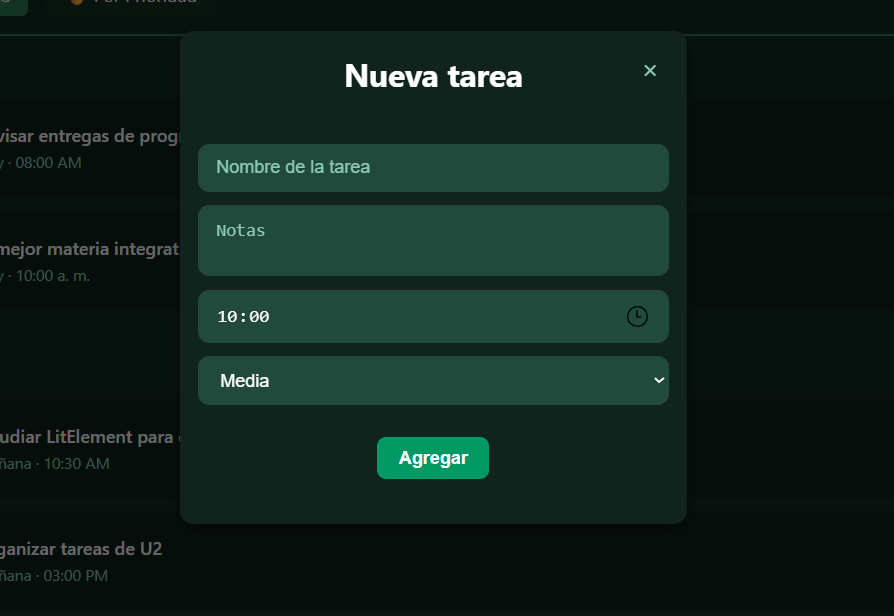 Por Prioridad
Nueva tarea
×
visar entregas de prog
· 08:00 AM
Nombre de la tarea
Notas
mejor materia integrat
· 10:00 a. m.
10:00
Media
udiar LitElement para
ñana · 10:30 AM
Agregar
ganizar tareas de U2
ñana · 03:00 PM